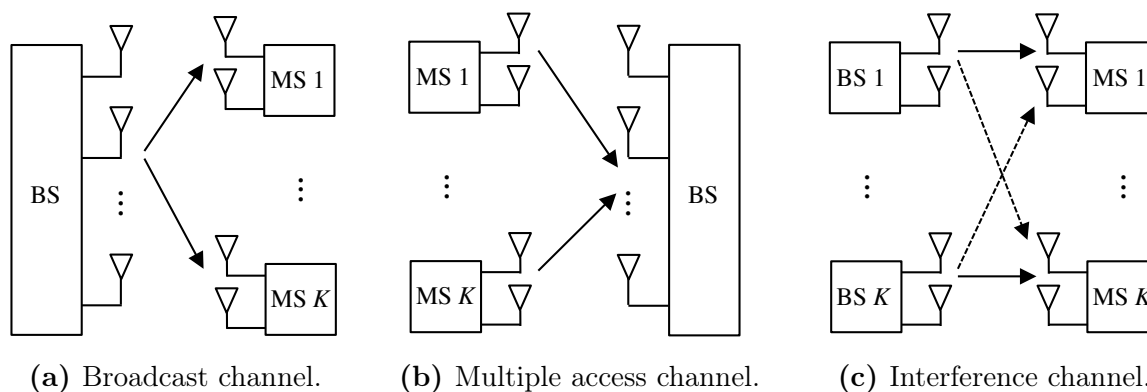 BS
MS 1
⋮
⋮
MS K
(a) Broadcast channel.
MS 1
⋮
⋮
BS
MS K
(b) Multiple access channel.
BS 1
MS 1
⋮
⋮
BS K
MS K
(c) Interference channel.